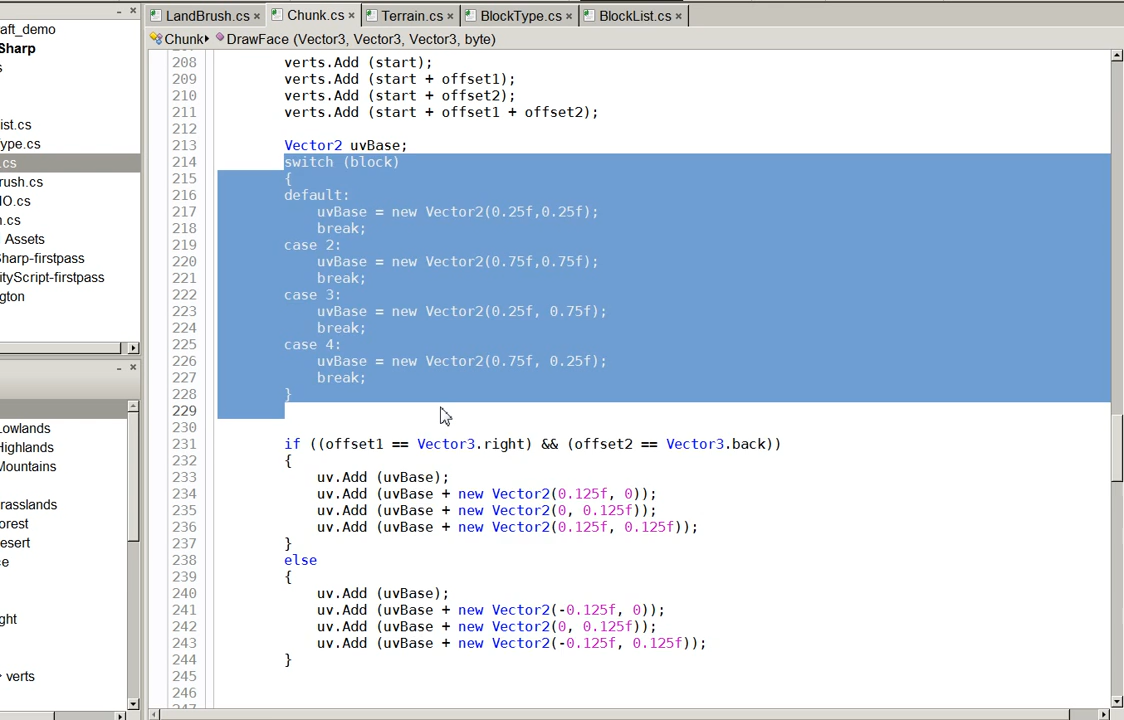 LandBrush.cs × Chunk.cs × Terrain.cs × BlockType.cs × BlockList.cs ×
Chunk DrawFace (Vector3, Vector3, Vector3, byte)
aft_demo
Sharp
s
ist.cs
ype.cs
.cs
rush.cs
IO.cs
n.cs
Assets
Sharp-firstpass
ityScript-firstpass
gton
owlands
Highlands
Mountains
rasslands
orest
esert
ce
ght
verts
208 verts.Add (start);
209 verts.Add (start + offset1);
210 verts.Add (start + offset2);
211 verts.Add (start + offset1 + offset2);
212
213 Vector2 uvBase;
214 switch (block)
215 {
216 default:
217 uvBase = new Vector2(0.25f,0.25f);
218 break;
219 case 2:
220 uvBase = new Vector2(0.75f,0.75f);
221 break;
222 case 3:
223 uvBase = new Vector2(0.25f, 0.75f);
224 break;
225 case 4:
226 uvBase = new Vector2(0.75f, 0.25f);
227 break;
228 }
229
230
231 if ((offset1 == Vector3.right) && (offset2 == Vector3.back))
232 {
233 uv.Add (uvBase);
234 uv.Add (uvBase + new Vector2(0.125f, 0));
235 uv.Add (uvBase + new Vector2(0, 0.125f));
236 uv.Add (uvBase + new Vector2(0.125f, 0.125f));
237 }
238 else
239 {
240 uv.Add (uvBase);
241 uv.Add (uvBase + new Vector2(-0.125f, 0));
242 uv.Add (uvBase + new Vector2(0, 0.125f));
243 uv.Add (uvBase + new Vector2(-0.125f, 0.125f));
244 }
245
246